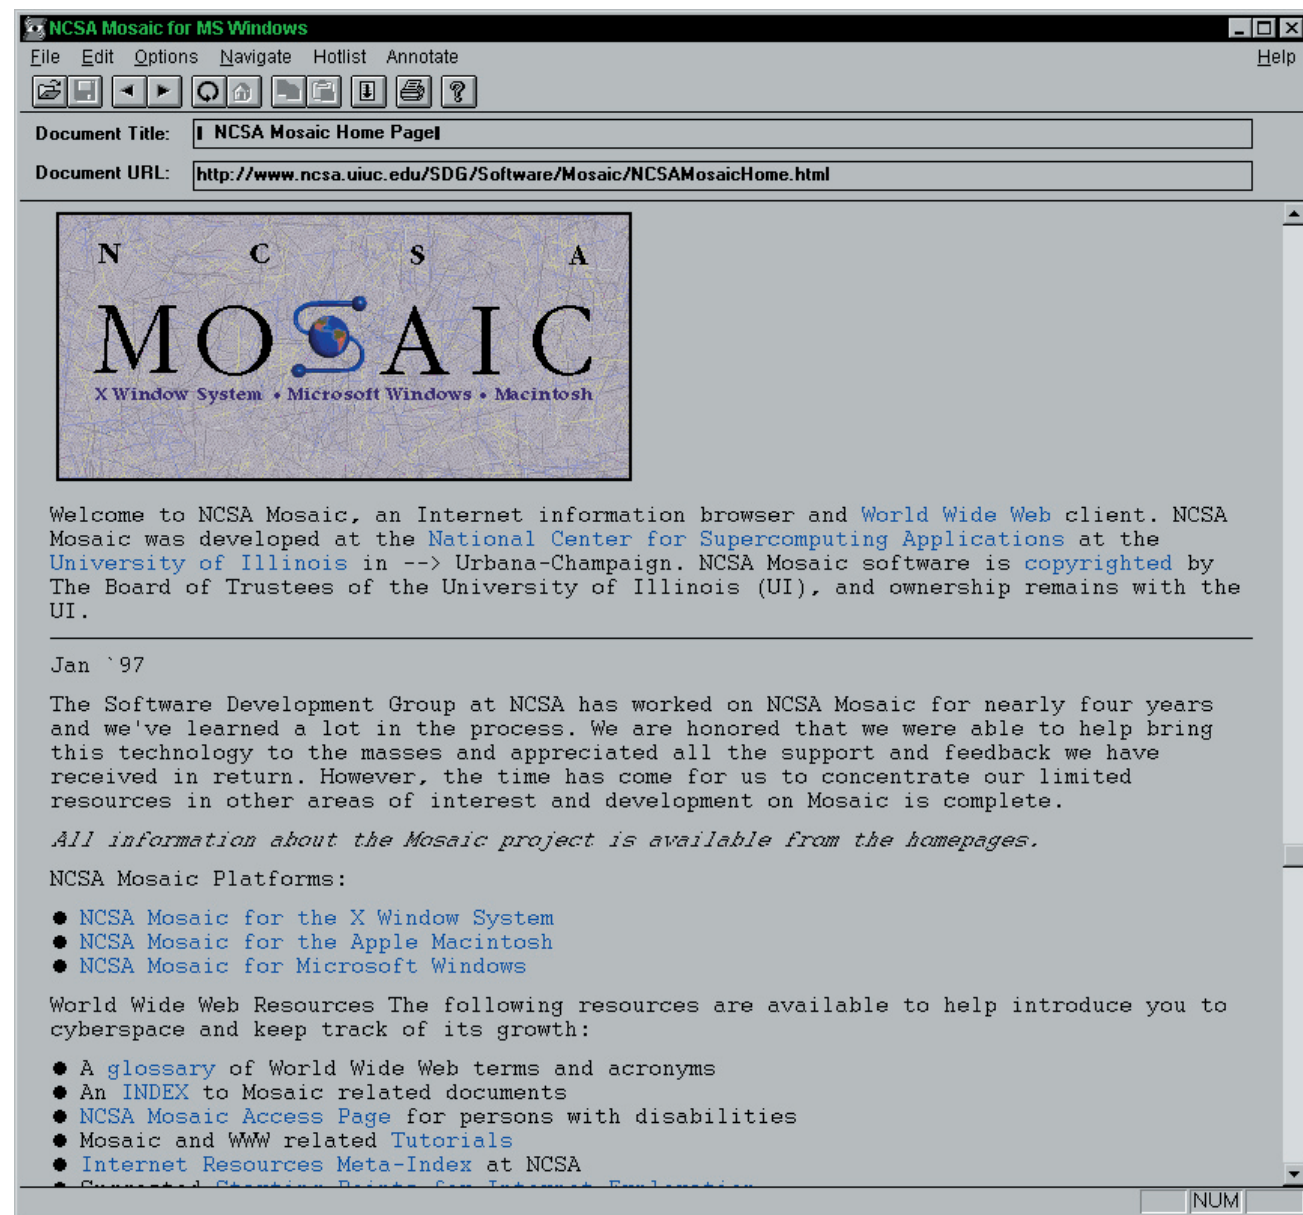 NCSA Mosaic for MS Windows
File Edit Options Navigate Hotlist Annotate Help
Document Title: NCSA Mosaic Home Page
Document URL: http://www.ncsa.uiuc.edu/SDG/Software/Mosaic/NCSAMosaicHome.html
N C S A
MOSAIC
X Window System • Microsoft Windows • Macintosh
Welcome to NCSA Mosaic, an Internet information browser and World Wide Web client. NCSA
Mosaic was developed at the National Center for Supercomputing Applications at the
University of Illinois in --> Urbana-Champaign. NCSA Mosaic software is copyrighted by
The Board of Trustees of the University of Illinois (UI), and ownership remains with the
UI.
Jan `97
The Software Development Group at NCSA has worked on NCSA Mosaic for nearly four years
and we've learned a lot in the process. We are honored that we were able to help bring
this technology to the masses and appreciated all the support and feedback we have
received in return. However, the time has come for us to concentrate our limited
resources in other areas of interest and development on Mosaic is complete.
All information about the Mosaic project is available from the homepages.
NCSA Mosaic Platforms:
● NCSA Mosaic for the X Window System
● NCSA Mosaic for the Apple Macintosh
● NCSA Mosaic for Microsoft Windows
World Wide Web Resources The following resources are available to help introduce you to
cyberspace and keep track of its growth:
● A glossary of World Wide Web terms and acronyms
● An INDEX to Mosaic related documents
● NCSA Mosaic Access Page for persons with disabilities
● Mosaic and WWW related Tutorials
● Internet Resources Meta-Index at NCSA
NUM